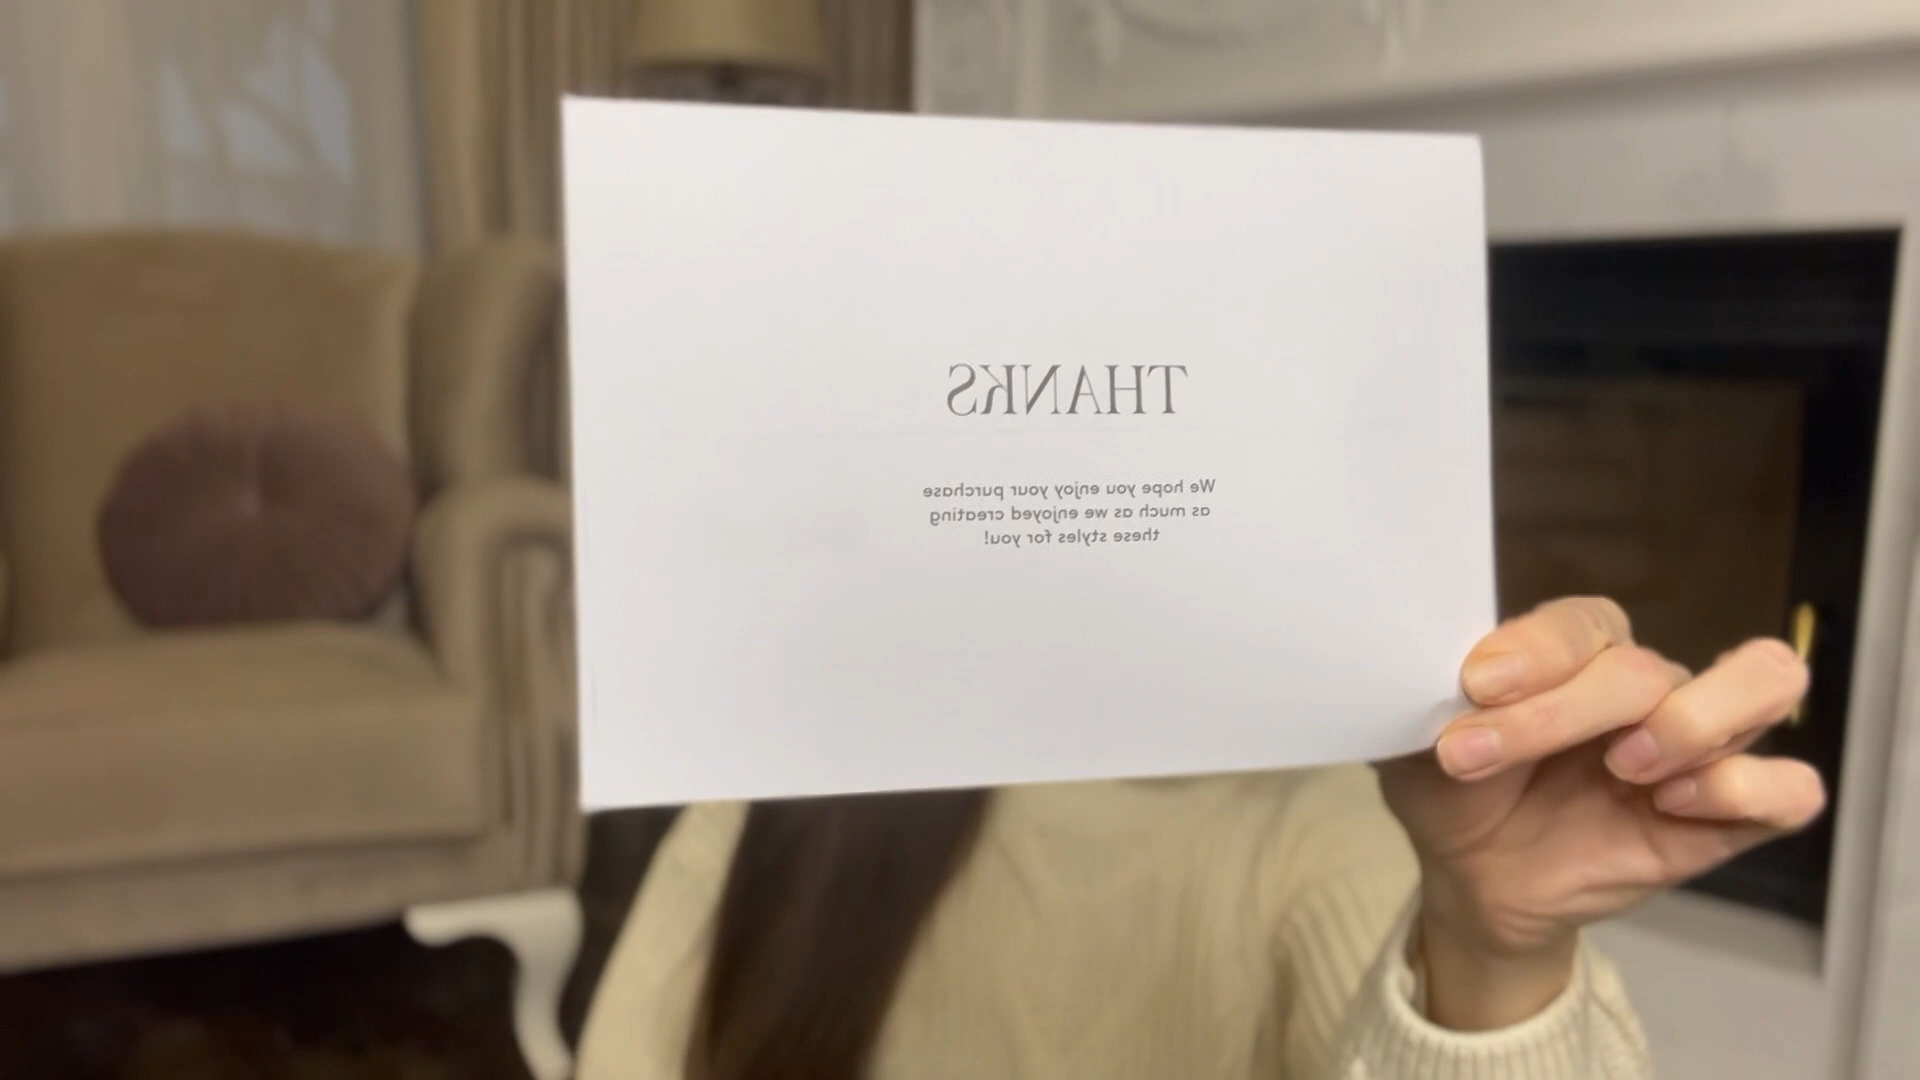 THANKS
We hope you enjoy your purchase
as much as we enjoyed creating
these styles for you!